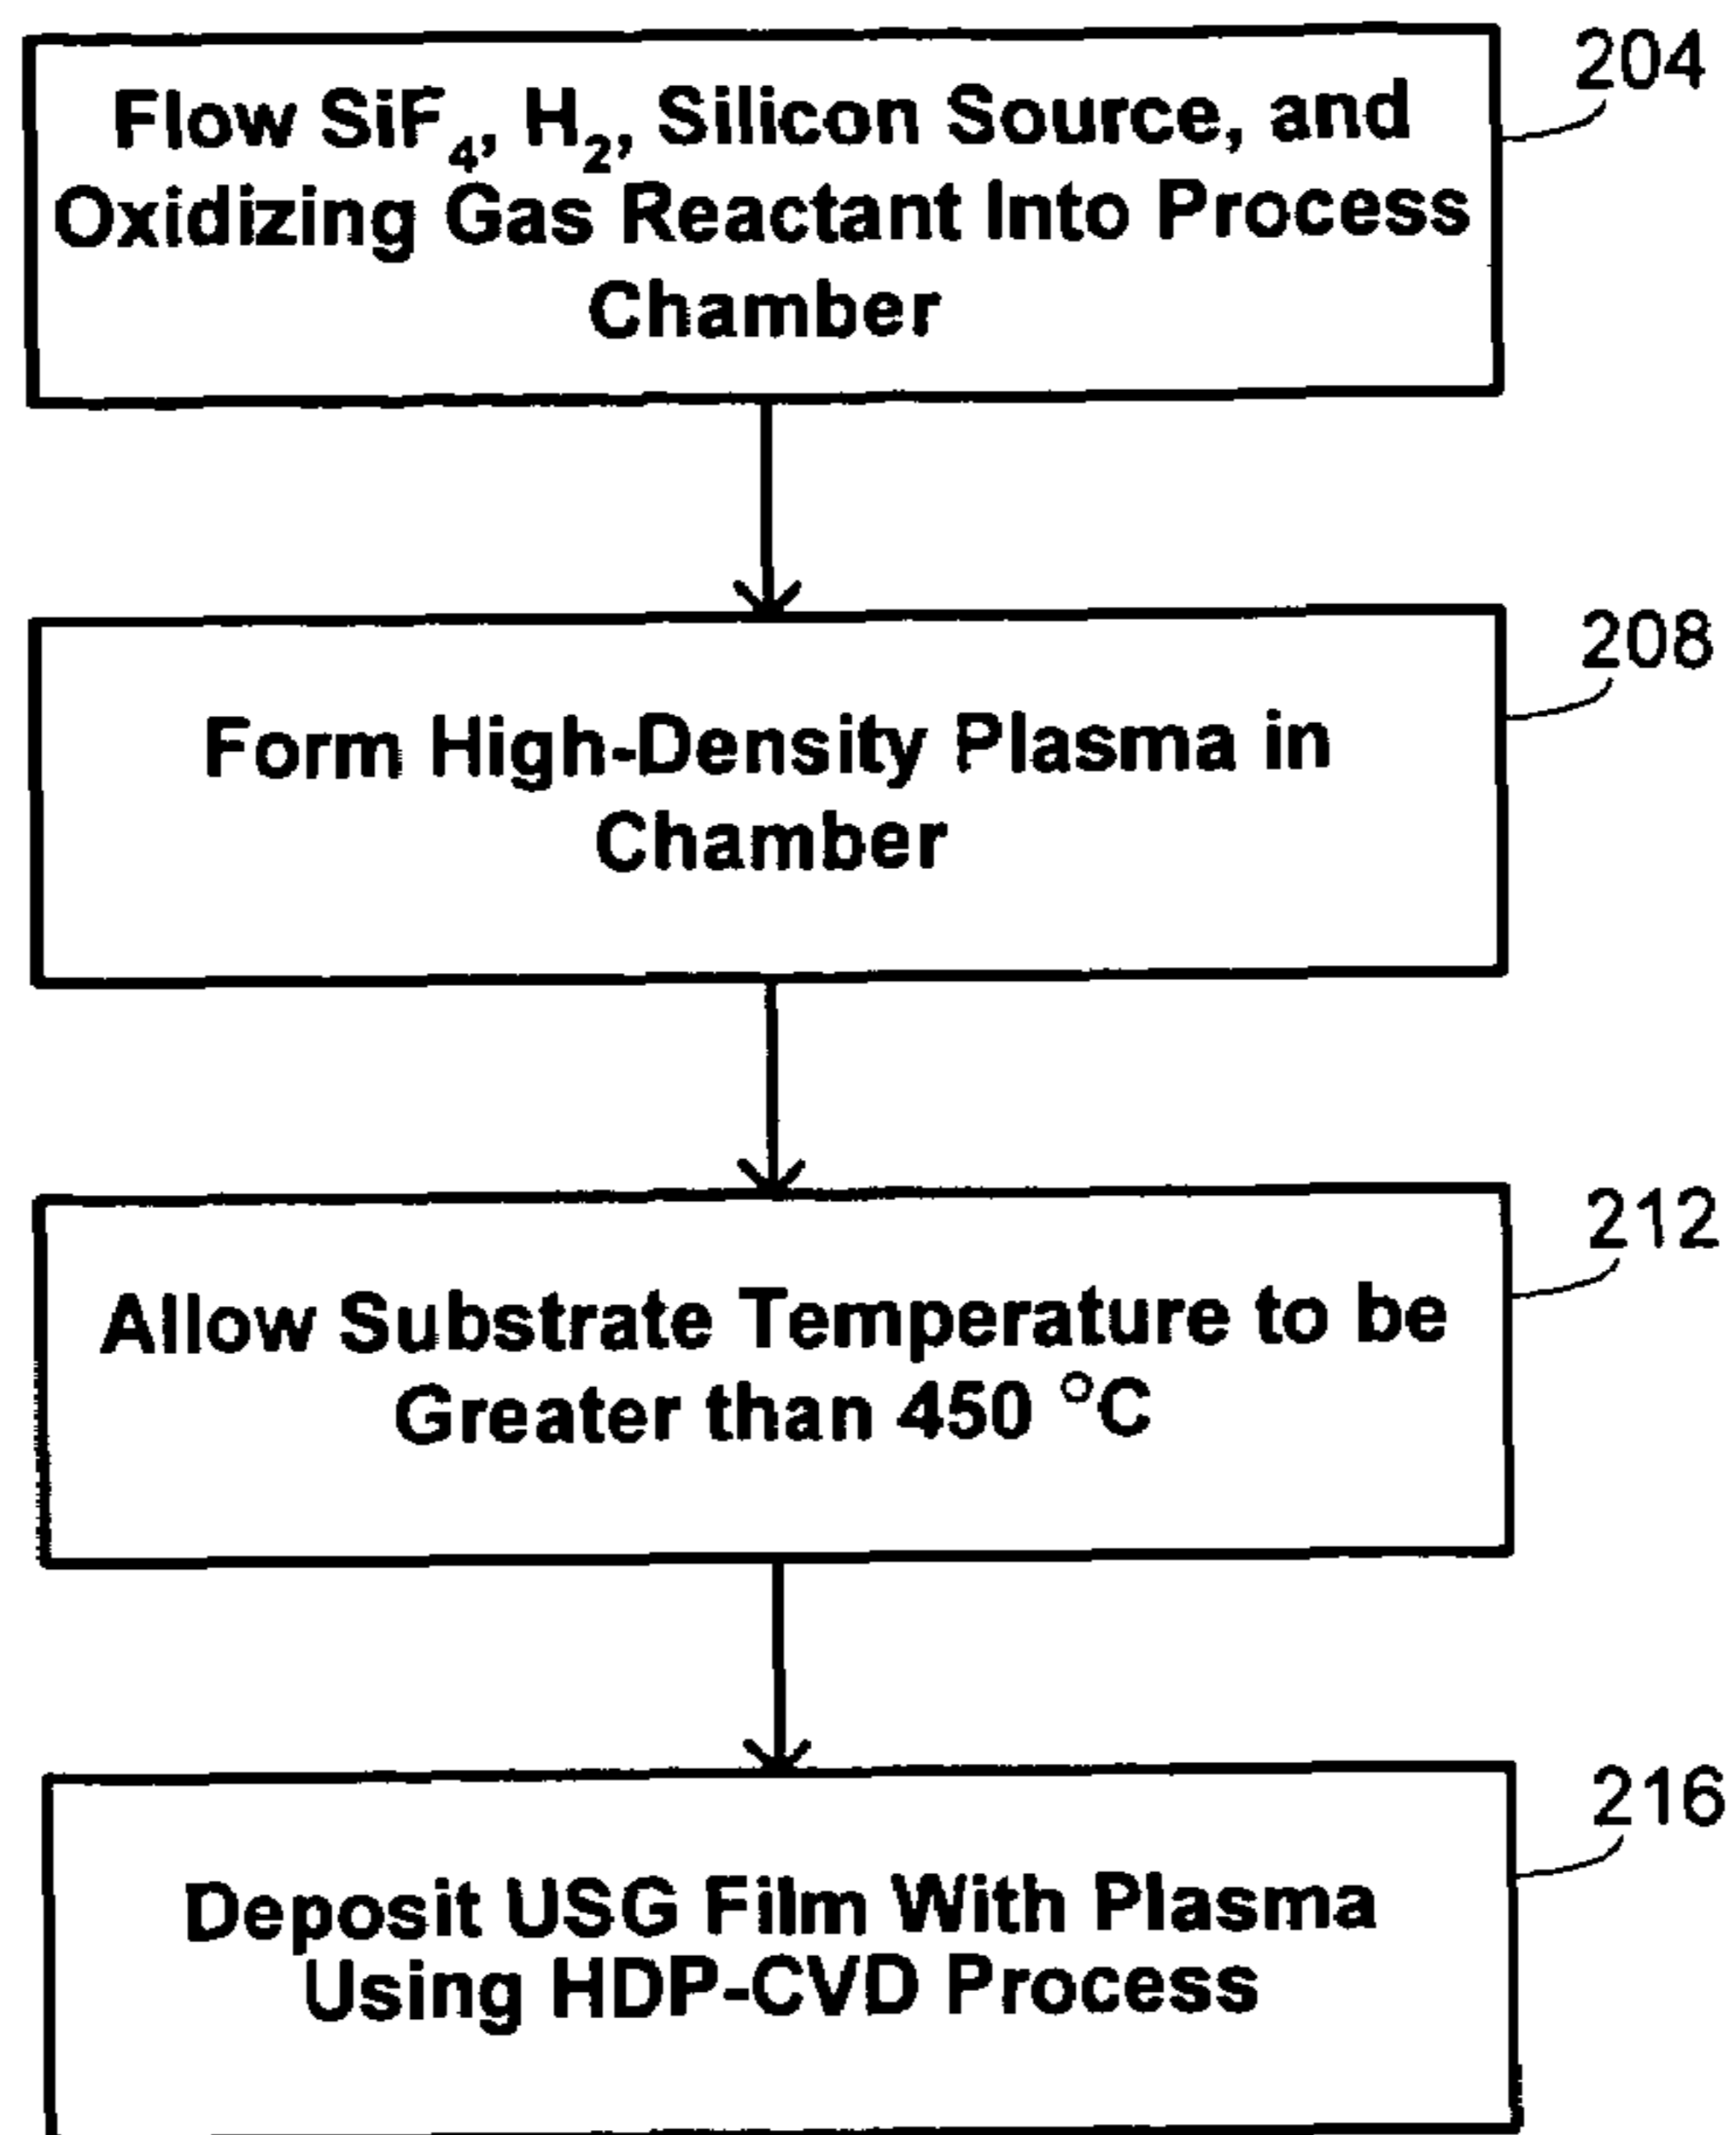 204
Flow SiF₄, H₂, Silicon Source, and
Oxidizing Gas Reactant Into Process
Chamber
208
Form High-Density Plasma in
Chamber
212
Allow Substrate Temperature to be
Greater than 450 °C
216
Deposit USG Film With Plasma
Using HDP-CVD Process